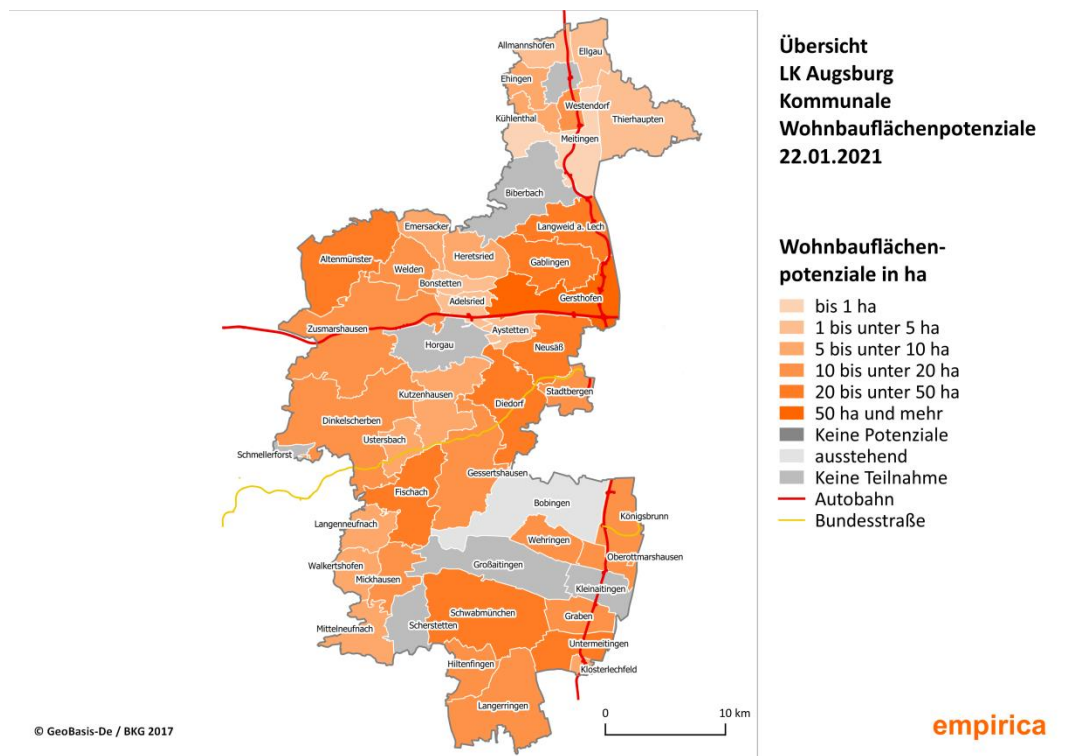 Übersicht
LK Augsburg
Kommunale
Wohnbauflächenpotenziale
22.01.2021
Wohnbauflächen-
potenziale in ha
bis 1 ha
1 bis unter 5 ha
5 bis unter 10 ha
10 bis unter 20 ha
20 bis unter 50 ha
50 ha und mehr
Keine Potenziale
ausstehend
Keine Teilnahme
Autobahn
Bundesstraße
Allmannshofen
Ellgau
Ehingen
Westendorf
Kühlenthal
Thierhaupten
Meitingen
Biberbach
Emersacker
Langweid a. Lech
Altenmünster
Heretsried
Gablingen
Welden
Bonstetten
Adelsried
Gersthofen
Zusmarshausen
Aystetten
Horgau
Neusäß
Stadtbergen
Kutzenhausen
Diedorf
Dinkelscherben
Ustersbach
Schmellerforst
Gessertshausen
Fischach
Bobingen
Königsbrunn
Langenneufnach
Wehringen
Oberottmarshausen
Walkertshofen
Großaitingen
Mickhausen
Kleinaitingen
Schwabmünchen
Graben
Mittelneufnach
Scherstetten
Untermeitingen
Hiltenfingen
Klosterlechfeld
Langerringen
0
10 km
© GeoBasis-De / BKG 2017
empirica